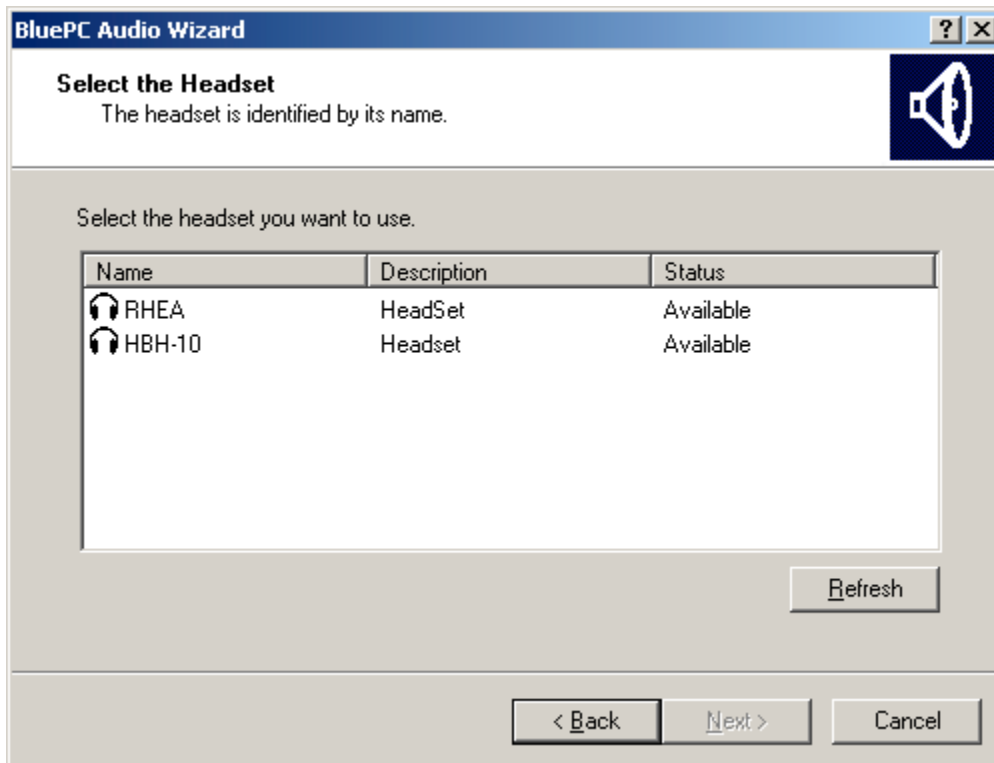 BluePC Audio Wizard
Select the Headset
The headset is identified by its name.
Select the headset you want to use.
Name Description Status
RHEA HeadSet Available
HBH-10 Headset Available
Refresh
< Back Next > Cancel